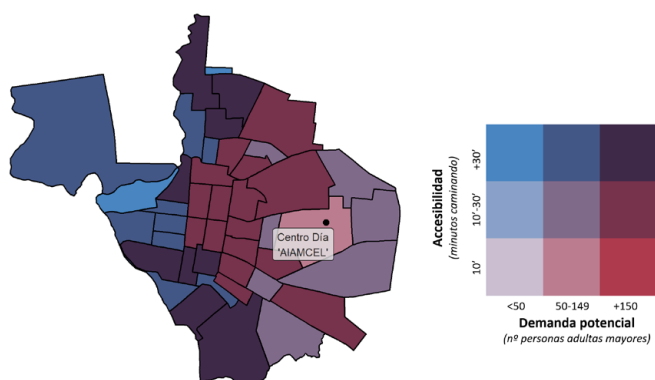 Centro Día
'AIAMCEL'
Accesibilidad
(minutos caminando)
+30'
10'-30'
10'
<50
50-149
+150
Demanda potencial
(nº personas adultas mayores)